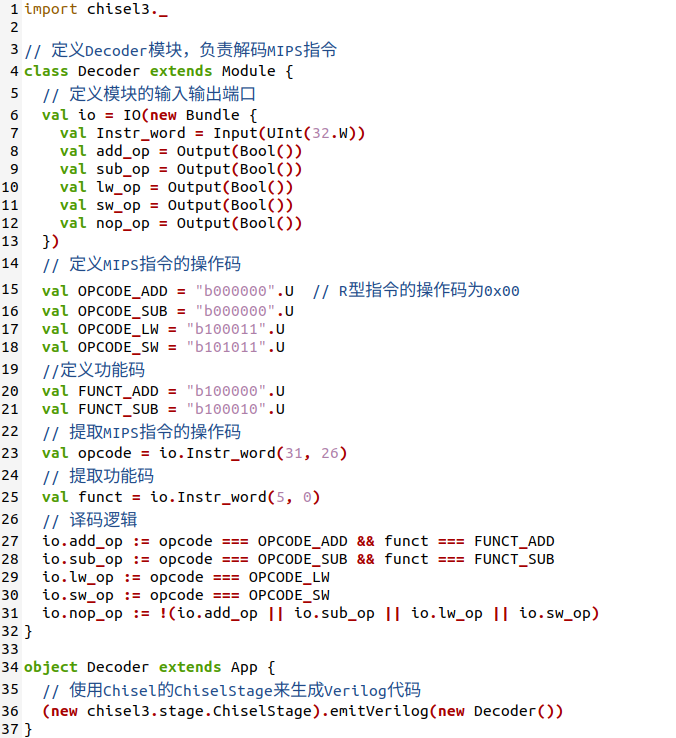 1 import chisel3._
2
3 // 定义Decoder模块，负责解码MIPS指令
4 class Decoder extends Module {
5   // 定义模块的输入输出端口
6   val io = IO(new Bundle {
7     val Instr_word = Input(UInt(32.W))
8     val add_op = Output(Bool())
9     val sub_op = Output(Bool())
10     val lw_op = Output(Bool())
11     val sw_op = Output(Bool())
12     val nop_op = Output(Bool())
13   })
14   // 定义MIPS指令的操作码
15   val OPCODE_ADD = "b000000".U  // R型指令的操作码为0x00
16   val OPCODE_SUB = "b000000".U
17   val OPCODE_LW = "b100011".U
18   val OPCODE_SW = "b101011".U
19   //定义功能码
20   val FUNCT_ADD = "b100000".U
21   val FUNCT_SUB = "b100010".U
22   // 提取MIPS指令的操作码
23   val opcode = io.Instr_word(31, 26)
24   // 提取功能码
25   val funct = io.Instr_word(5, 0)
26   // 译码逻辑
27   io.add_op := opcode === OPCODE_ADD && funct === FUNCT_ADD
28   io.sub_op := opcode === OPCODE_SUB && funct === FUNCT_SUB
29   io.lw_op := opcode === OPCODE_LW
30   io.sw_op := opcode === OPCODE_SW
31   io.nop_op := !(io.add_op || io.sub_op || io.lw_op || io.sw_op)
32 }
33
34 object Decoder extends App {
35   // 使用Chisel的ChiselStage来生成Verilog代码
36   (new chisel3.stage.ChiselStage).emitVerilog(new Decoder())
37 }